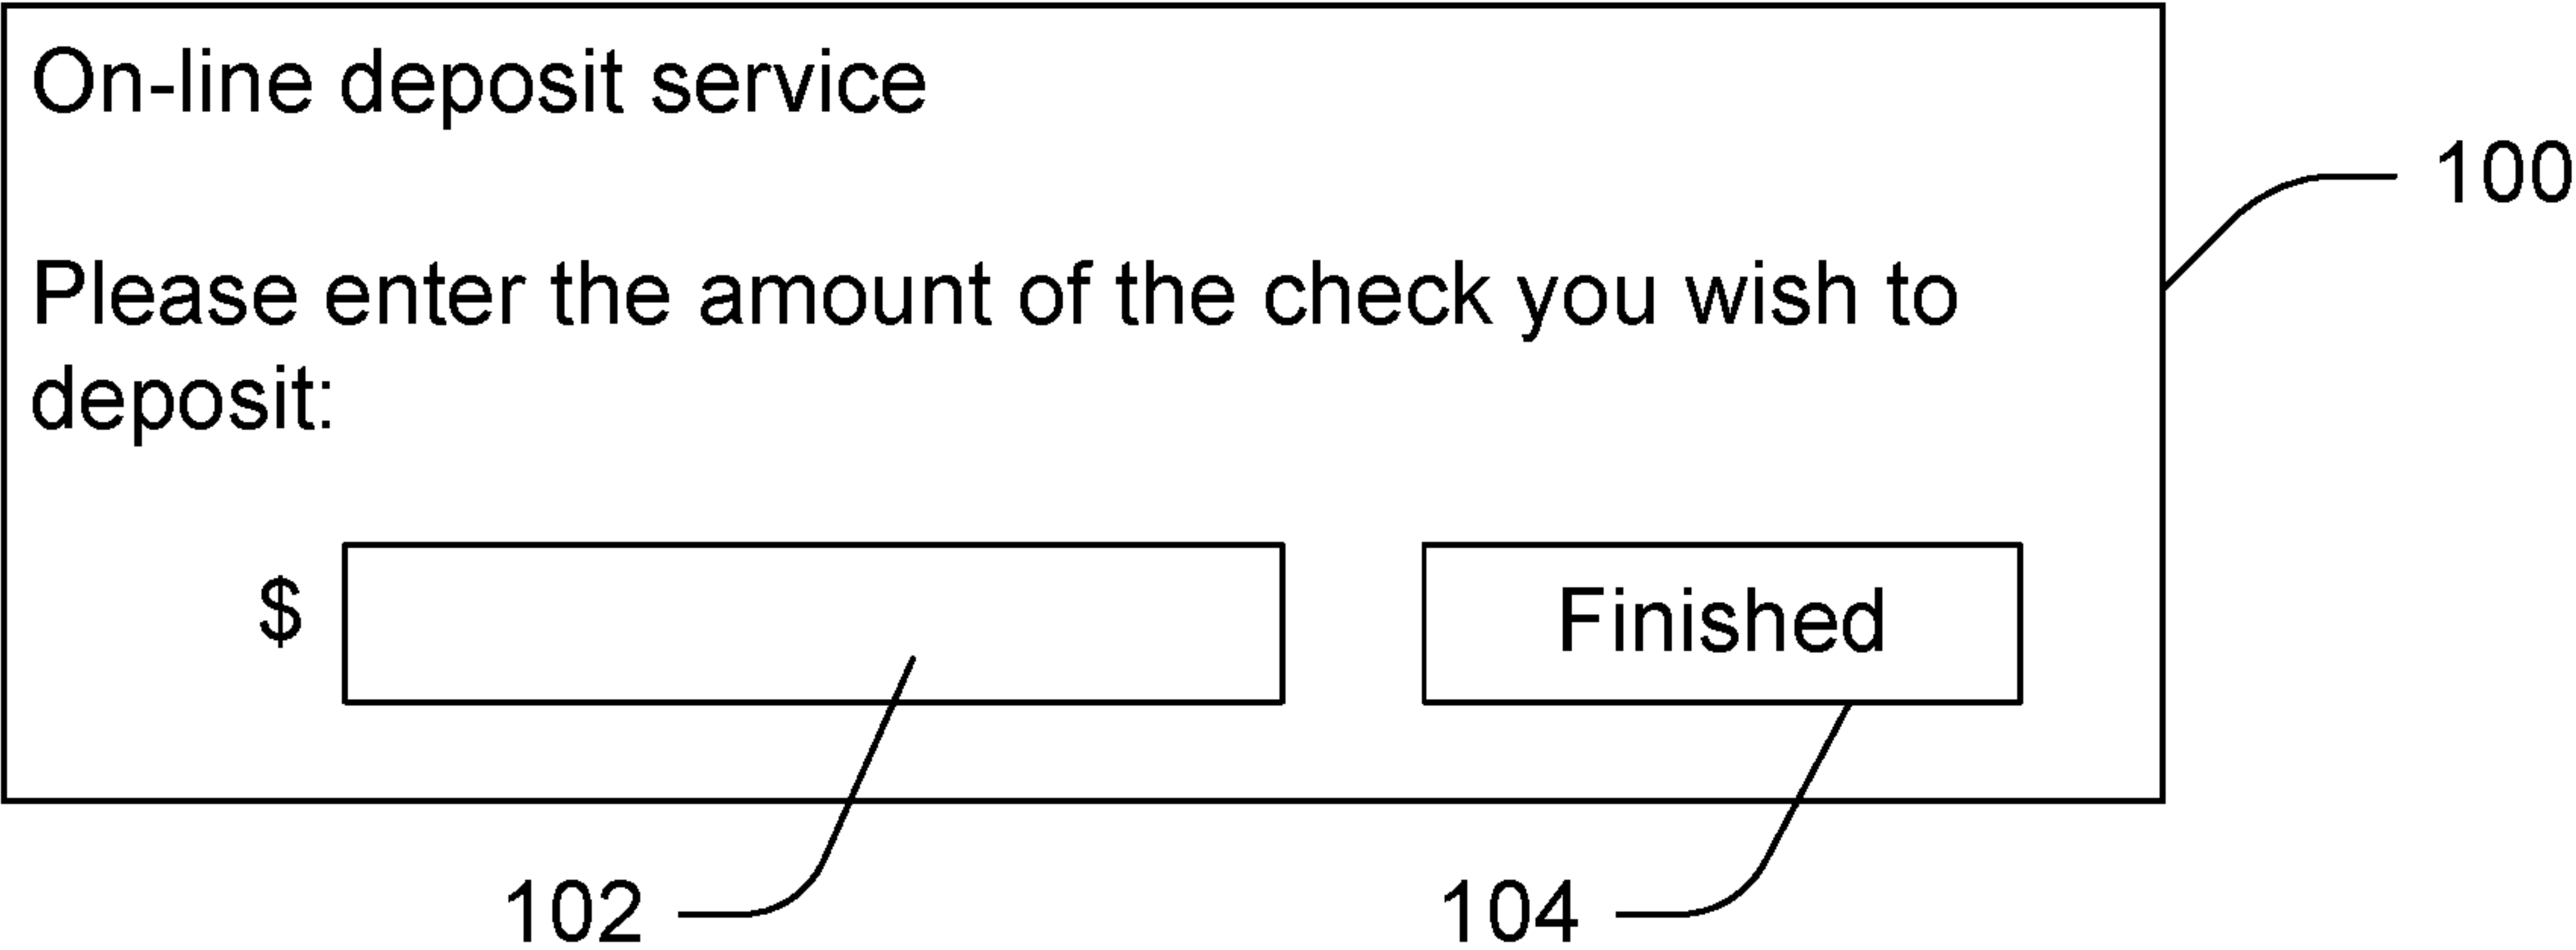 On-line deposit service
100
Please enter the amount of the check you wish to
deposit:
$
Finished
102
104